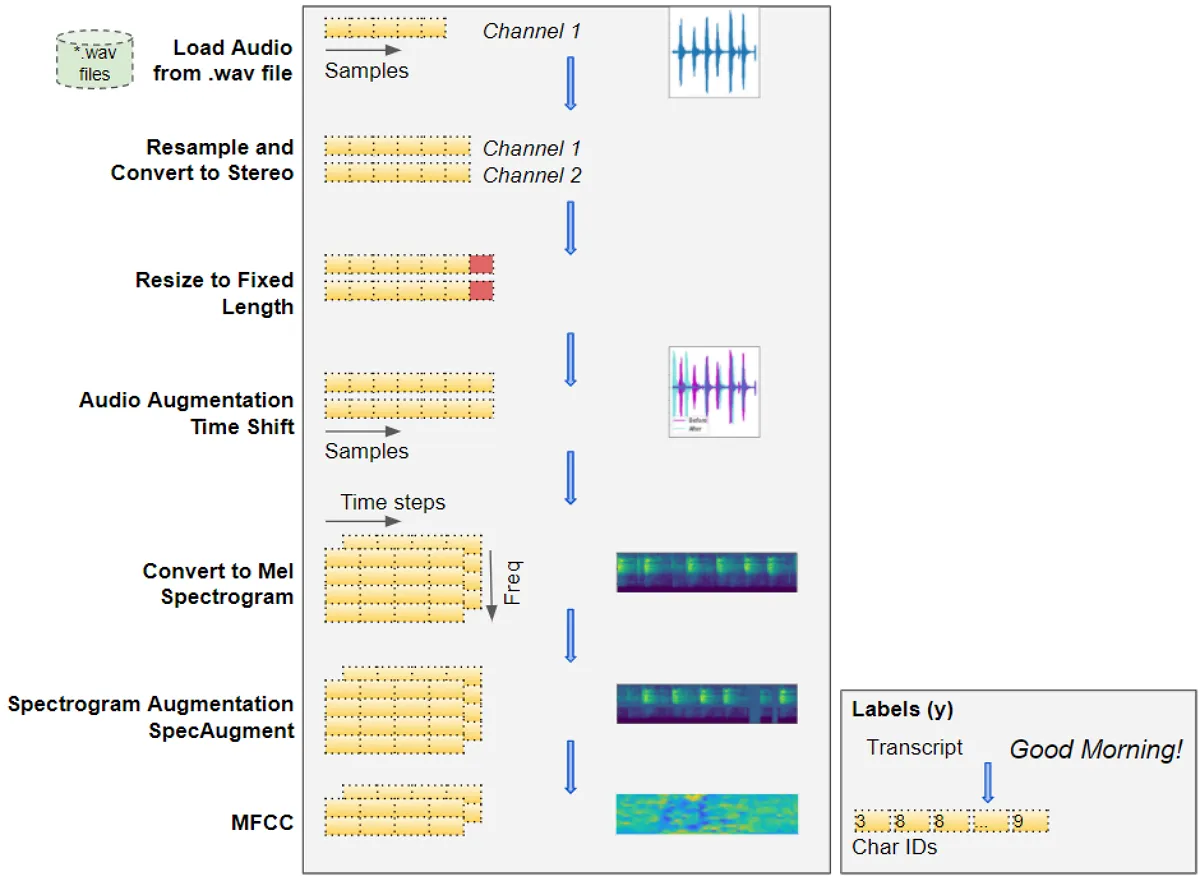 *.wav
files
Load Audio
from .wav file
Channel 1
Samples
Resample and
Convert to Stereo
Channel 1
Channel 2
Resize to Fixed
Length
Audio Augmentation
Time Shift
Samples
Before
After
Time steps
Convert to Mel
Spectrogram
Freq
Spectrogram Augmentation
SpecAugment
MFCC
Labels (y)
Transcript
Good Morning!
3 8 8 .. 9
Char IDs